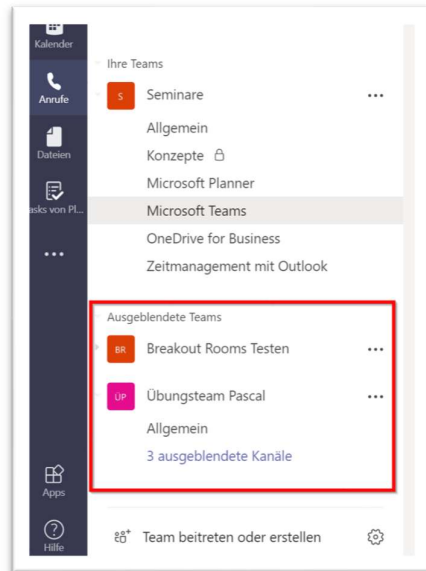 Kalender
Anrufe
Dateien
asks von Pl...
Apps
Hilfe
Ihre Teams
S Seminare
Allgemein
Konzepte
Microsoft Planner
Microsoft Teams
OneDrive for Business
Zeitmanagement mit Outlook
Ausgeblendete Teams
BR Breakout Rooms Testen
ÜP Übungsteam Pascal
Allgemein
3 ausgeblendete Kanäle
Team beitreten oder erstellen